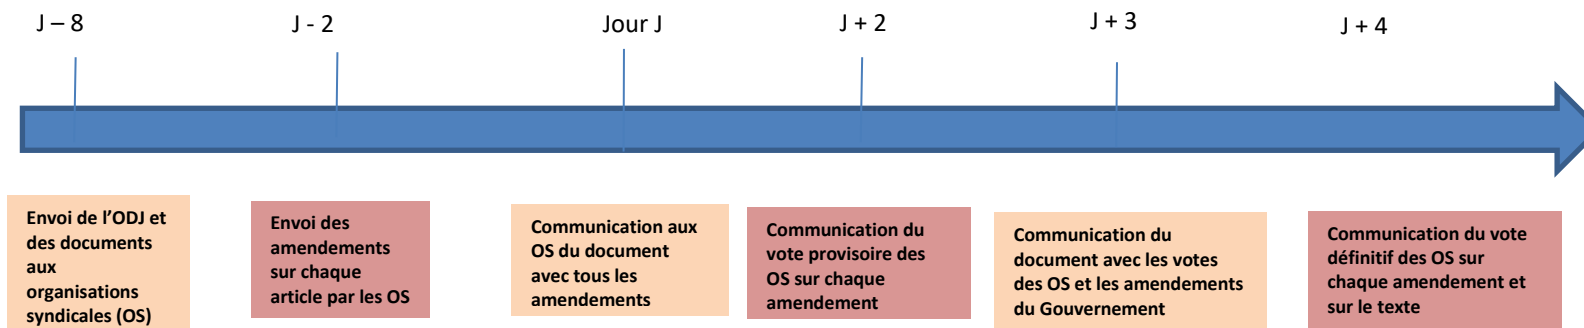 J – 8
J - 2
Jour J
J + 2
J + 3
J + 4
Envoi de l’ODJ et
des documents
aux
organisations
syndicales (OS)
Envoi des
amendements
sur chaque
article par les OS
Communication aux
OS du document
avec tous les
amendements
Communication du
vote provisoire des
OS sur chaque
amendement
Communication du
document avec les votes
des OS et les amendements
du Gouvernement
Communication du vote
définitif des OS sur
chaque amendement et
sur le texte